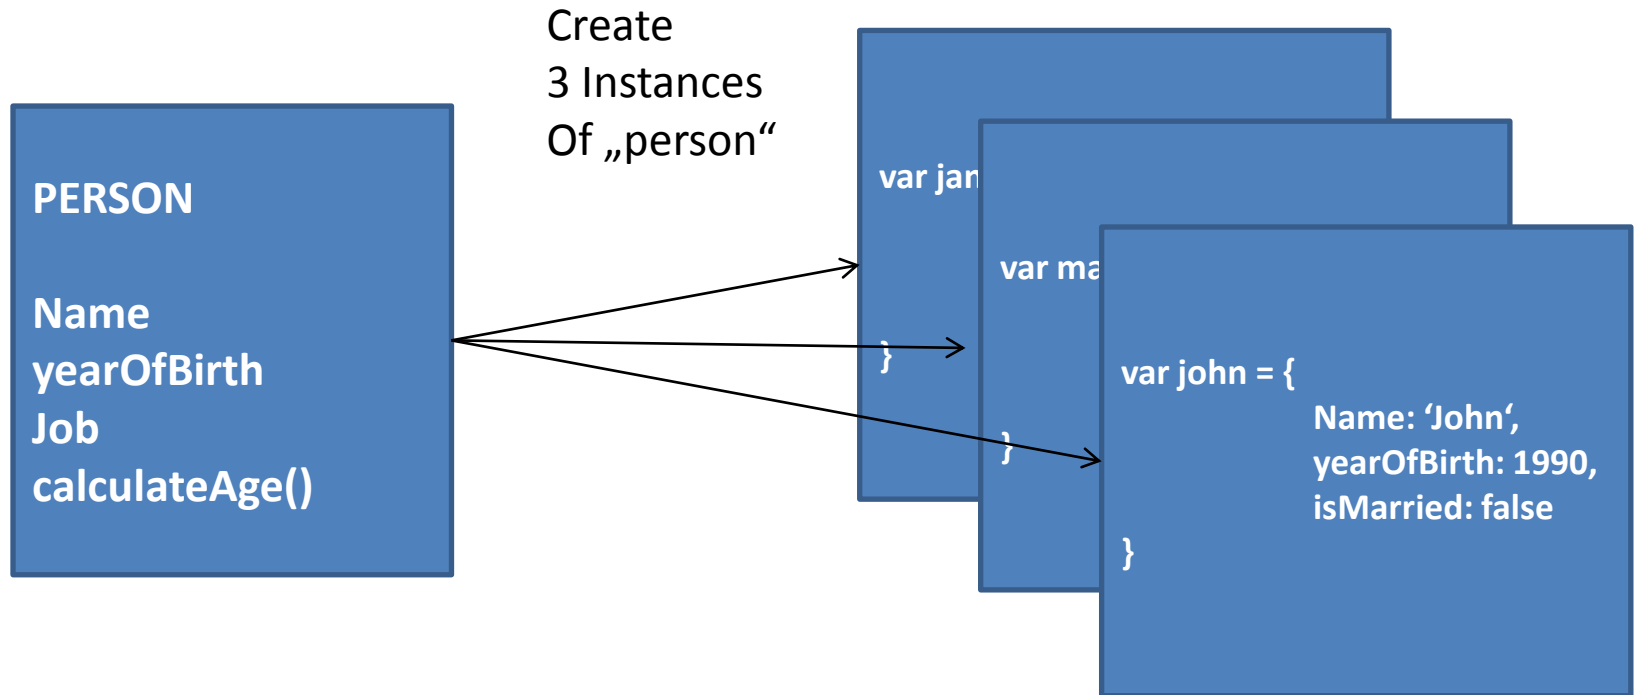 Create
3 Instances
Of „person“
PERSON
Name
yearOfBirth
Job
calculateAge()
var jan
}
var ma
}
var john = {
Name: ‘John‘,
yearOfBirth: 1990,
isMarried: false
}